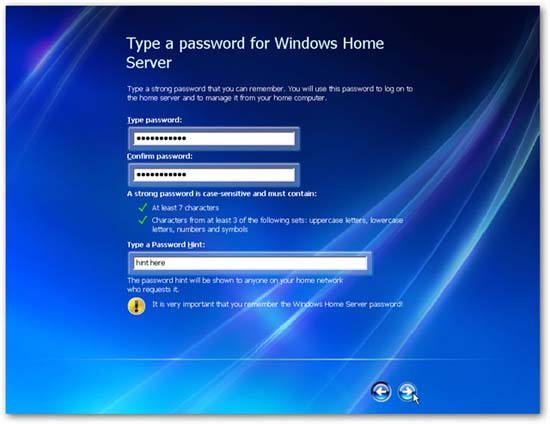 Type a password for Windows Home
Server
Type a strong password that you can remember. You will use this password to log on to
the home server and to manage it from your home computer.
Type password:
●●●●●●●●●●●
Confirm password:
●●●●●●●●●●●
A strong password is case-sensitive and must contain:
At least 7 characters
Characters from at least 3 of the following sets: uppercase letters, lowercase
letters, numbers and symbols
Type a Password Hint:
hint here
The password hint will be shown to anyone on your home network
who requests it.
It is very important that you remember the Windows Home Server password!